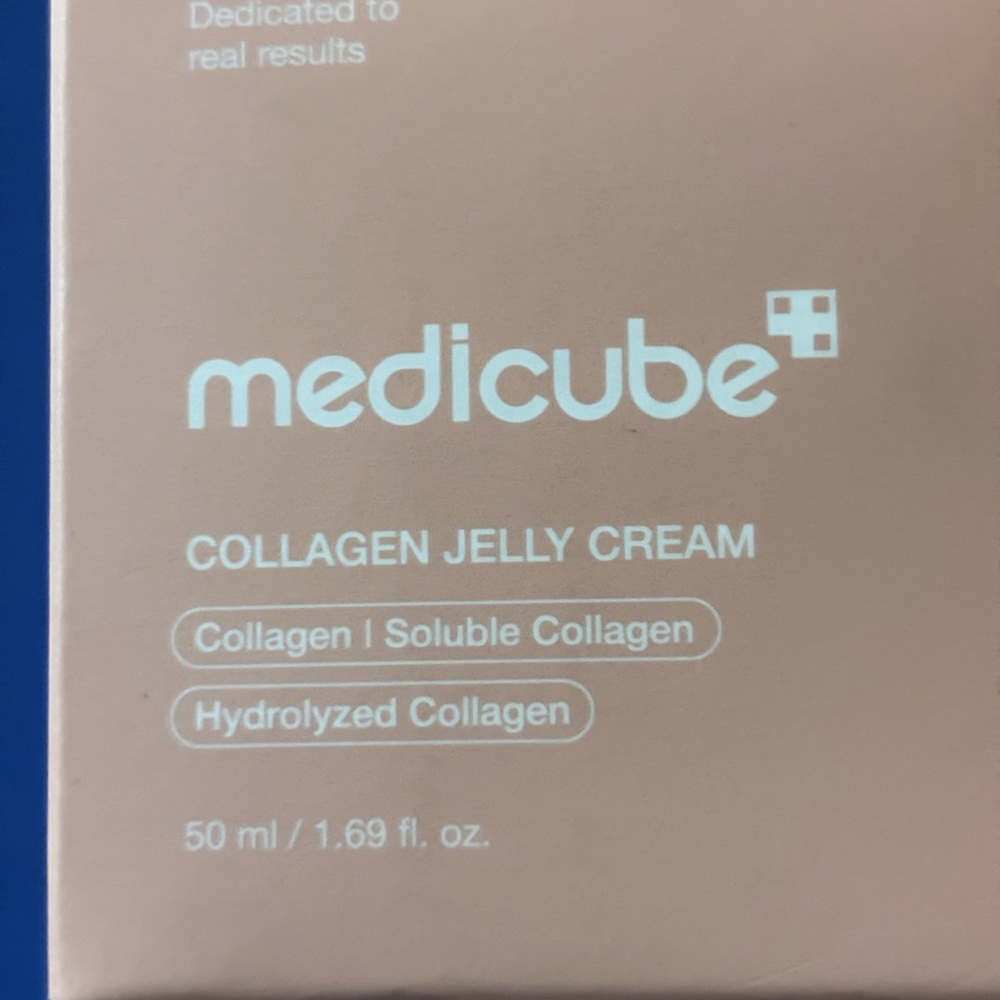 Dedicated to
real results
medicube
COLLAGEN JELLY CREAM
Collagen | Soluble Collagen
Hydrolyzed Collagen
50 ml / 1.69 fl. oz.